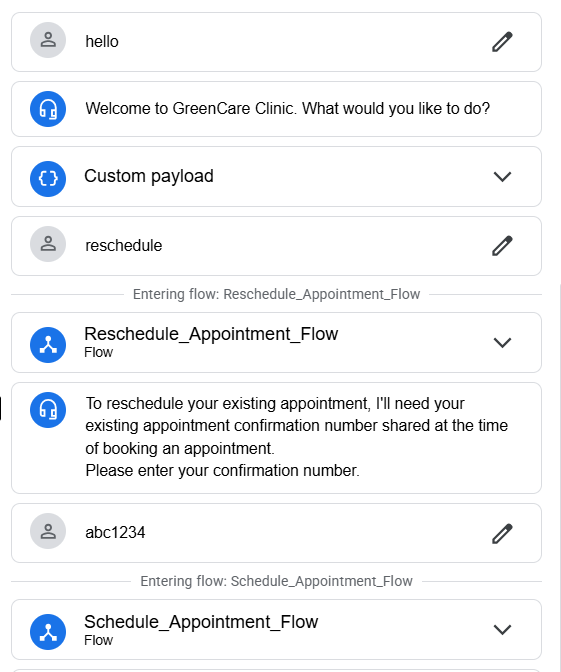 hello
Welcome to GreenCare Clinic. What would you like to do?
Custom payload
reschedule
Entering flow: Reschedule_Appointment_Flow
Reschedule_Appointment_Flow
Flow
To reschedule your existing appointment, I'll need your
existing appointment confirmation number shared at the time
of booking an appointment.
Please enter your confirmation number.
abc1234
Entering flow: Schedule_Appointment_Flow
Schedule_Appointment_Flow
Flow